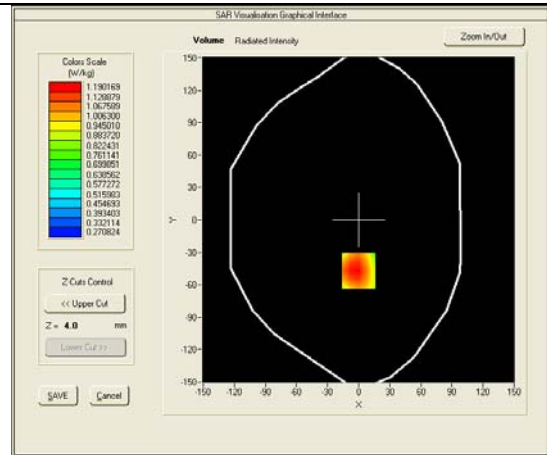 SAR Visualisation Graphical Interface
Volume Radiated Intensity
Zoom In/Out
Colors Scale
(W/kg)
1.190169
1.128879
1.067589
1.006300
0.945010
0.883720
0.822431
0.761141
0.699851
0.638562
0.577272
0.515983
0.454693
0.393403
0.332114
0.270824
Z Cuts Control
<< Upper Cut
Z = 4.0 mm
Lower Cut >>
SAVE Cancel
150
120
90
60
30
0
-30
-60
-90
-120
-150
Y
-150 -120 -90 -60 -30 0 30 60 90 120 150
X